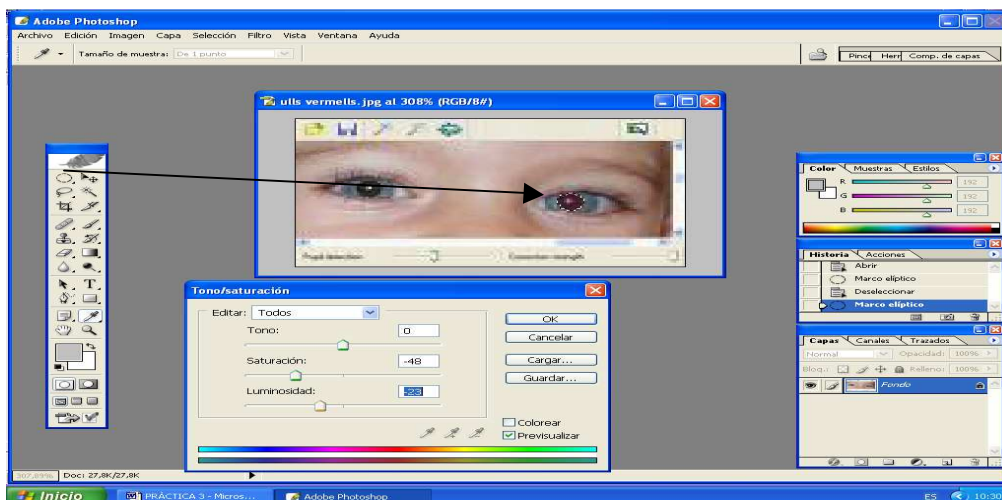 Adobe Photoshop
Archivo Edición Imagen Capa Selección Filtro Vista Ventana Ayuda
Tamaño de muestra: De 1 punto
Pince Herr Comp. de capas
ulls vermells.jpg al 308% (RGB/8#)
Color Muestras Estilos
R 192
G 192
B 192
Historia Acciones
Abrir
Marco elíptico
Deseleccionar
Marco elíptico
Tono/saturación
Editar: Todos
OK
Tono: 0
Cancelar
Saturación: -48
Cargar...
Guardar...
Luminosidad: -23
Colorear
Previsualizar
Capas Canales Trazados
Normal Opacidad: 100%
Bloq.: Relleno: 100%
Fondo
307,89% Doc: 27,8K/27,8K
Inicio PRÁCTICA 3 - Micros... Adobe Photoshop ES 10:30